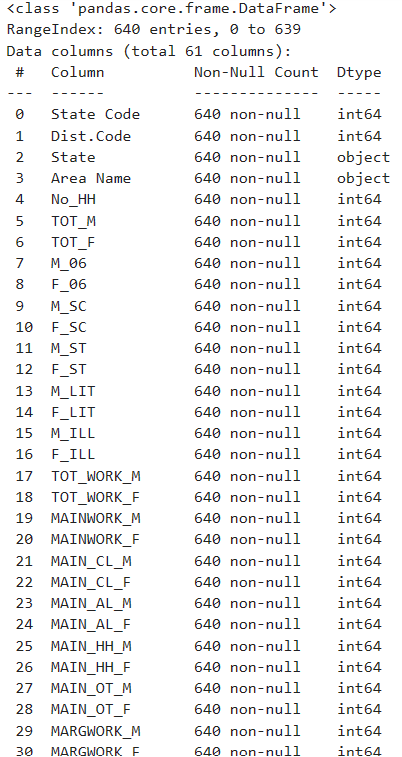 <class 'pandas.core.frame.DataFrame'>
RangeIndex: 640 entries, 0 to 639
Data columns (total 61 columns):
 #   Column       Non-Null Count  Dtype
---  ------       --------------  -----
 0   State Code   640 non-null    int64
 1   Dist.Code    640 non-null    int64
 2   State        640 non-null    object
 3   Area Name    640 non-null    object
 4   No_HH        640 non-null    int64
 5   TOT_M        640 non-null    int64
 6   TOT_F        640 non-null    int64
 7   M_06         640 non-null    int64
 8   F_06         640 non-null    int64
 9   M_SC         640 non-null    int64
 10  F_SC         640 non-null    int64
 11  M_ST         640 non-null    int64
 12  F_ST         640 non-null    int64
 13  M_LIT        640 non-null    int64
 14  F_LIT        640 non-null    int64
 15  M_ILL        640 non-null    int64
 16  F_ILL        640 non-null    int64
 17  TOT_WORK_M   640 non-null    int64
 18  TOT_WORK_F   640 non-null    int64
 19  MAINWORK_M   640 non-null    int64
 20  MAINWORK_F   640 non-null    int64
 21  MAIN_CL_M    640 non-null    int64
 22  MAIN_CL_F    640 non-null    int64
 23  MAIN_AL_M    640 non-null    int64
 24  MAIN_AL_F    640 non-null    int64
 25  MAIN_HH_M    640 non-null    int64
 26  MAIN_HH_F    640 non-null    int64
 27  MAIN_OT_M    640 non-null    int64
 28  MAIN_OT_F    640 non-null    int64
 29  MARGWORK_M   640 non-null    int64
 30  MARGWORK_F   640 non-null    int64